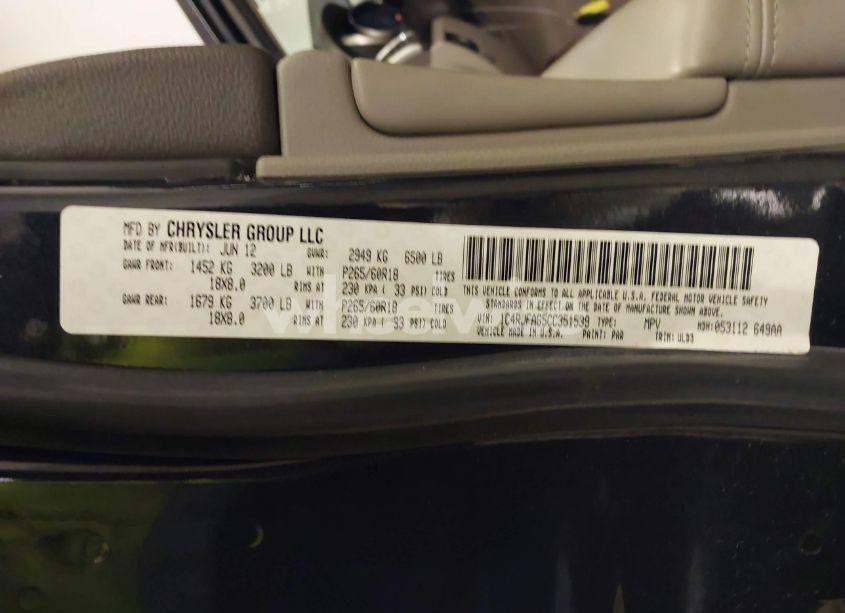 MFD BY CHRYSLER GROUP LLC
DATE OF MFR(BUILT): JUN 12 GVWR: 2949 KG 6500 LB
GAWR FRONT: 1452 KG 3200 LB WITH P265/60R18 TIRES
18X8.0 RIMS AT 230 KPA ( 33 PSI) COLD
GAWR REAR: 1679 KG 3700 LB WITH P265/60R18 TIRES
18X8.0 RIMS AT 230 KPA ( 33 PSI) COLD
THIS VEHICLE CONFORMS TO ALL APPLICABLE U.S.A. FEDERAL MOTOR VEHICLE SAFETY
STANDARDS IN EFFECT ON THE DATE OF MANUFACTURE SHOWN ABOVE.
VIN: 1C4RJFAG5CC351539 TYPE: MPV MDH: 053112 649AA
VEHICLE MADE IN U.S.A. PAINT: PAR TRIM: ULD3